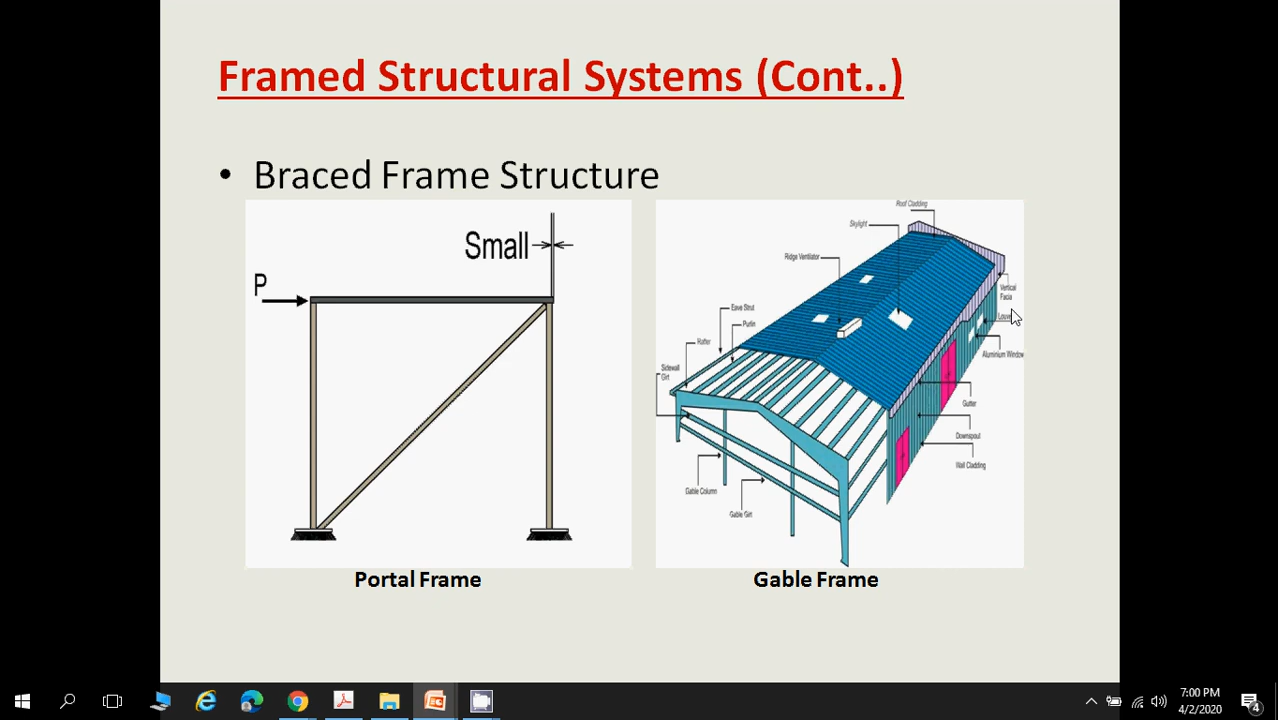 Framed Structural Systems (Cont..)
• Braced Frame Structure
P
Small
Portal Frame
Roof Cladding
Skylight
Ridge Ventilator
Vertical
Facia
Eave Strut
Purlin
Rafter
Sidewall
Girt
Aluminium Window
Gutter
Downspout
Wall Cladding
Gable Column
Gable Girt
Gable Frame
7:00 PM
4/2/2020
4